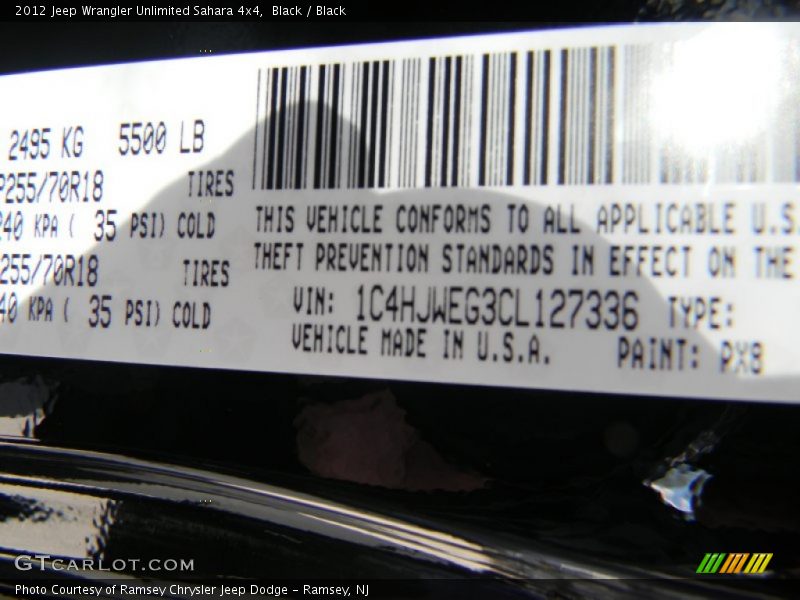 2012 Jeep Wrangler Unlimited Sahara 4x4, Black / Black
2495 KG 5500 LB
P255/70R18 TIRES
240 KPA ( 35 PSI) COLD
255/70R18 TIRES
40 KPA ( 35 PSI) COLD
THIS VEHICLE CONFORMS TO ALL APPLICABLE U.S.
THEFT PREVENTION STANDARDS IN EFFECT ON THE
VIN: 1C4HJWEG3CL127336 TYPE:
VEHICLE MADE IN U.S.A. PAINT: PX8
GTCARLOT.COM
Photo Courtesy of Ramsey Chrysler Jeep Dodge – Ramsey, NJ